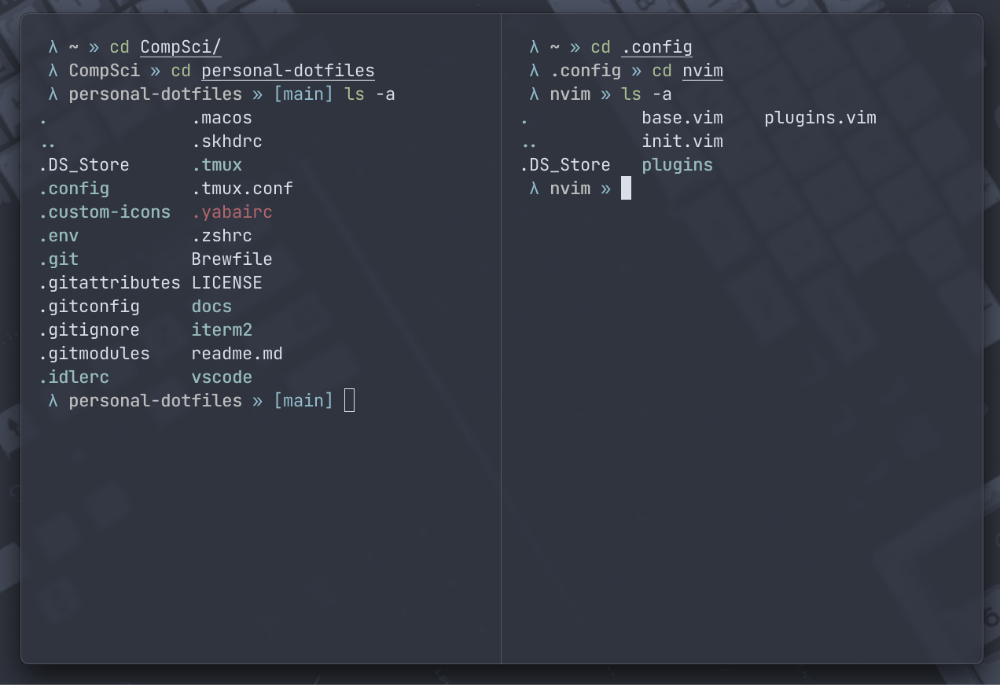 λ ~ » cd CompSci/
λ CompSci » cd personal-dotfiles
λ personal-dotfiles » [main] ls -a
. .macos
.. .skhdrc
.DS_Store .tmux
.config .tmux.conf
.custom-icons .yabairc
.env .zshrc
.git Brewfile
.gitattributes LICENSE
.gitconfig docs
.gitignore iterm2
.gitmodules readme.md
.idlerc vscode
λ personal-dotfiles » [main]
λ ~ » cd .config
λ .config » cd nvim
λ nvim » ls -a
. base.vim plugins.vim
.. init.vim
.DS_Store plugins
λ nvim »